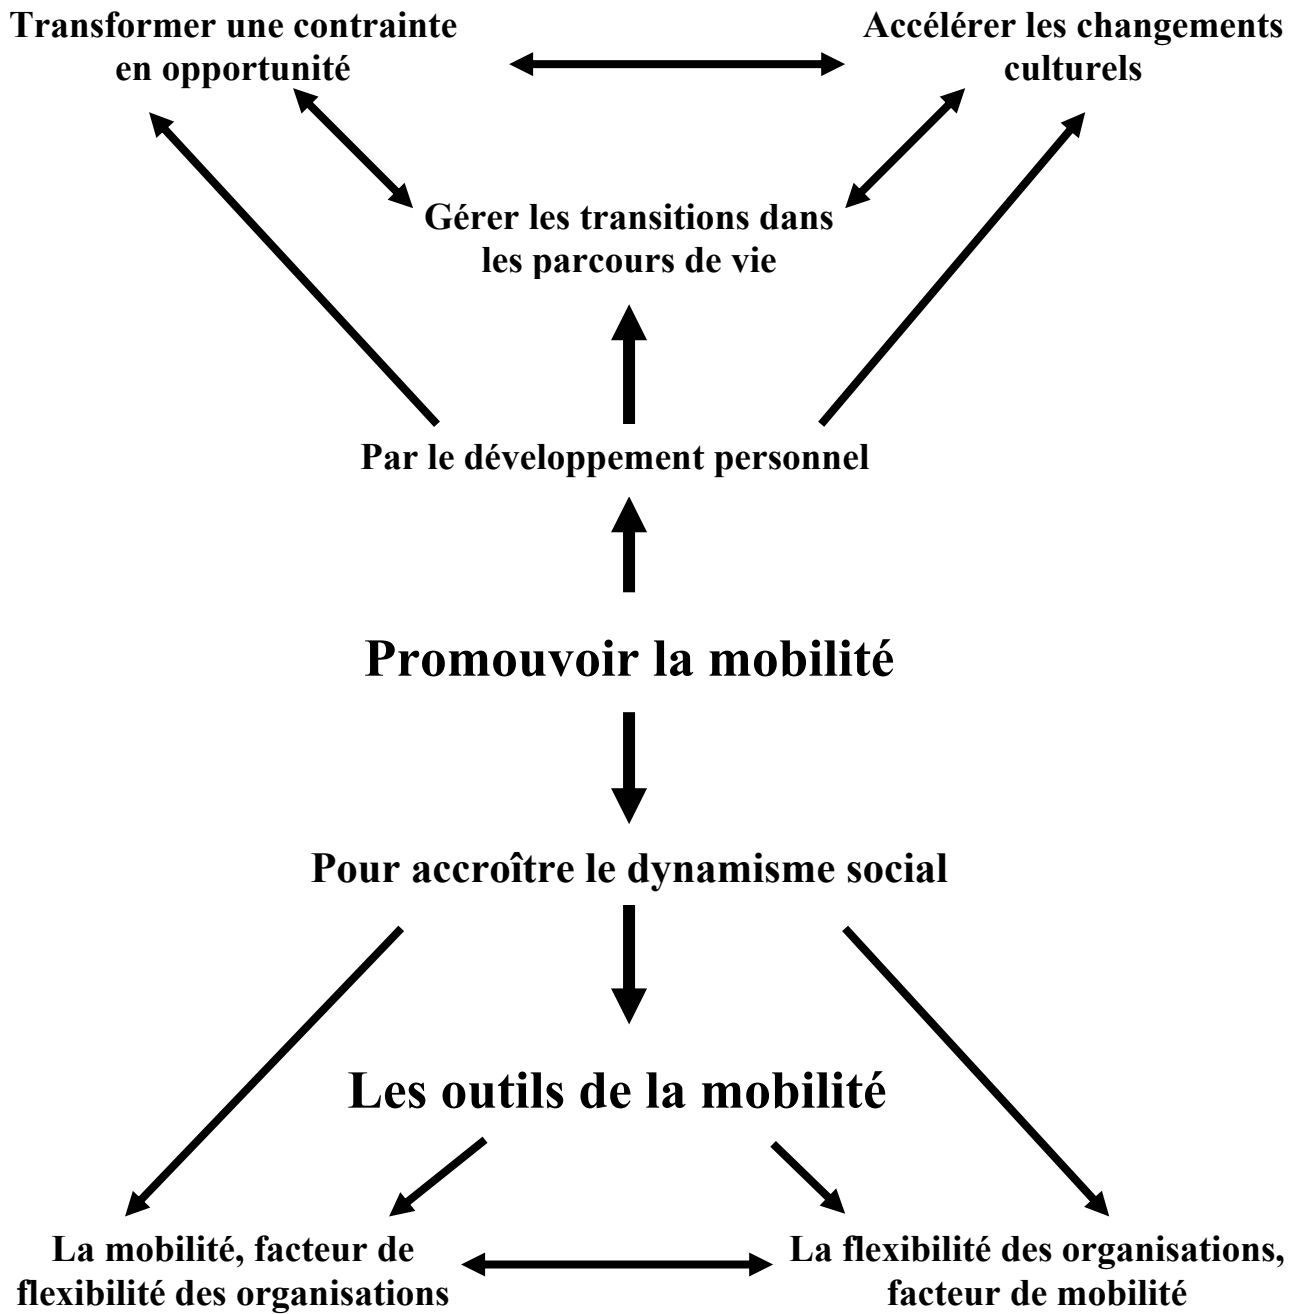 Transformer une contrainte
en opportunité
Accélérer les changements
culturels
Gérer les transitions dans
les parcours de vie
Par le développement personnel
Promouvoir la mobilité
Pour accroître le dynamisme social
Les outils de la mobilité
La mobilité, facteur de
flexibilité des organisations
La flexibilité des organisations,
facteur de mobilité